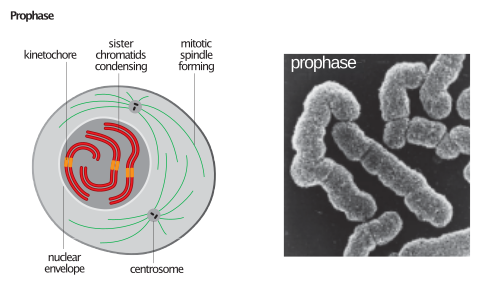 Prophase
kinetochore
sister
chromatids
condensing
mitotic
spindle
forming
prophase
nuclear
envelope
centrosome